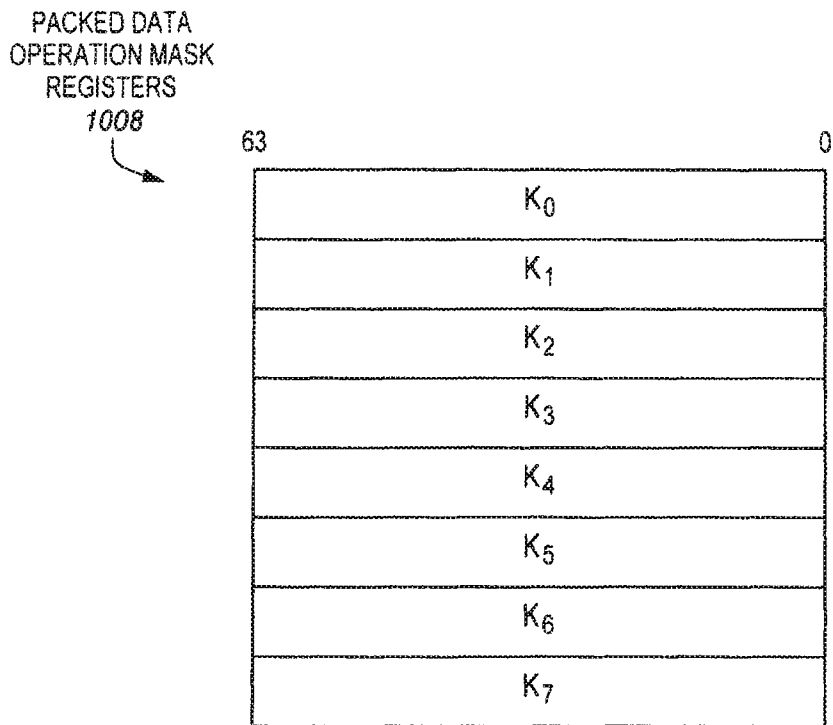 PACKED DATA
OPERATION MASK
REGISTERS
1008
63 0
K0
K1
K2
K3
K4
K5
K6
K7